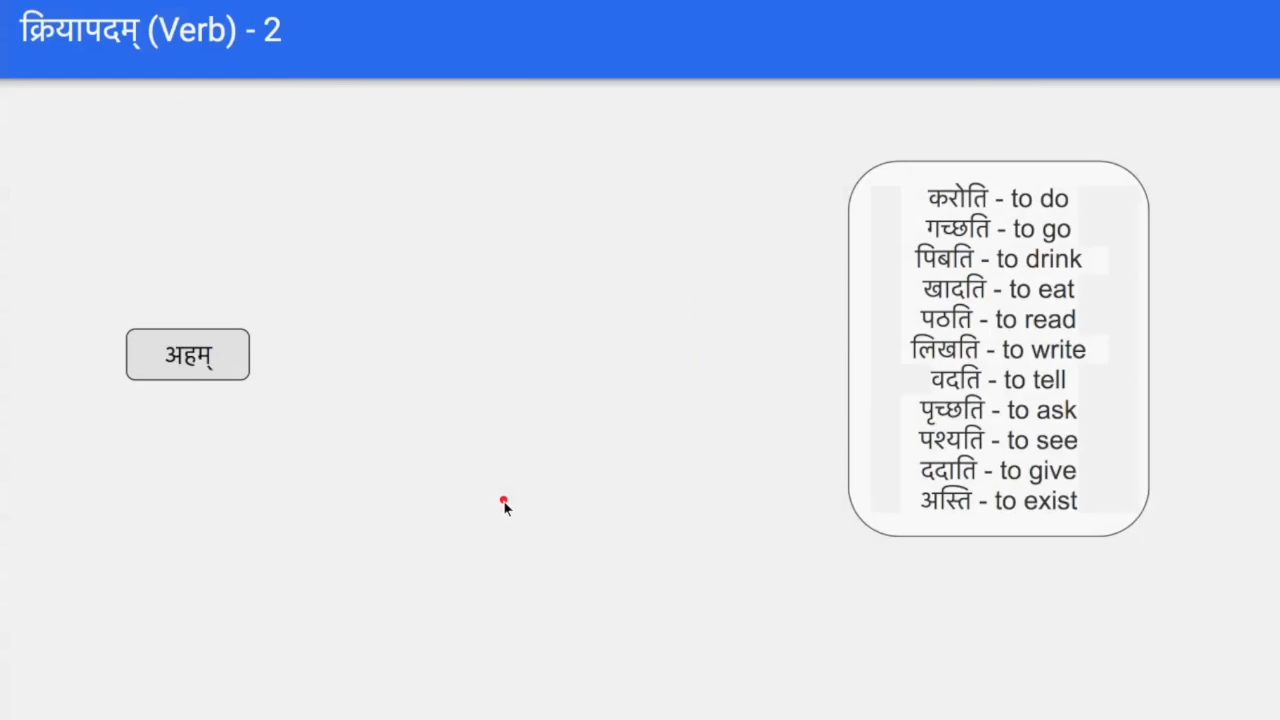 क्रियापदम् (Verb) - 2
करोति - to do
गच्छति - to go
पिबति - to drink
खादति - to eat
पठति - to read
लिखति - to write
अहम्
वदति - to tell
पृच्छति - to ask
पश्यति - to see
ददाति - to give
अस्ति - to exist